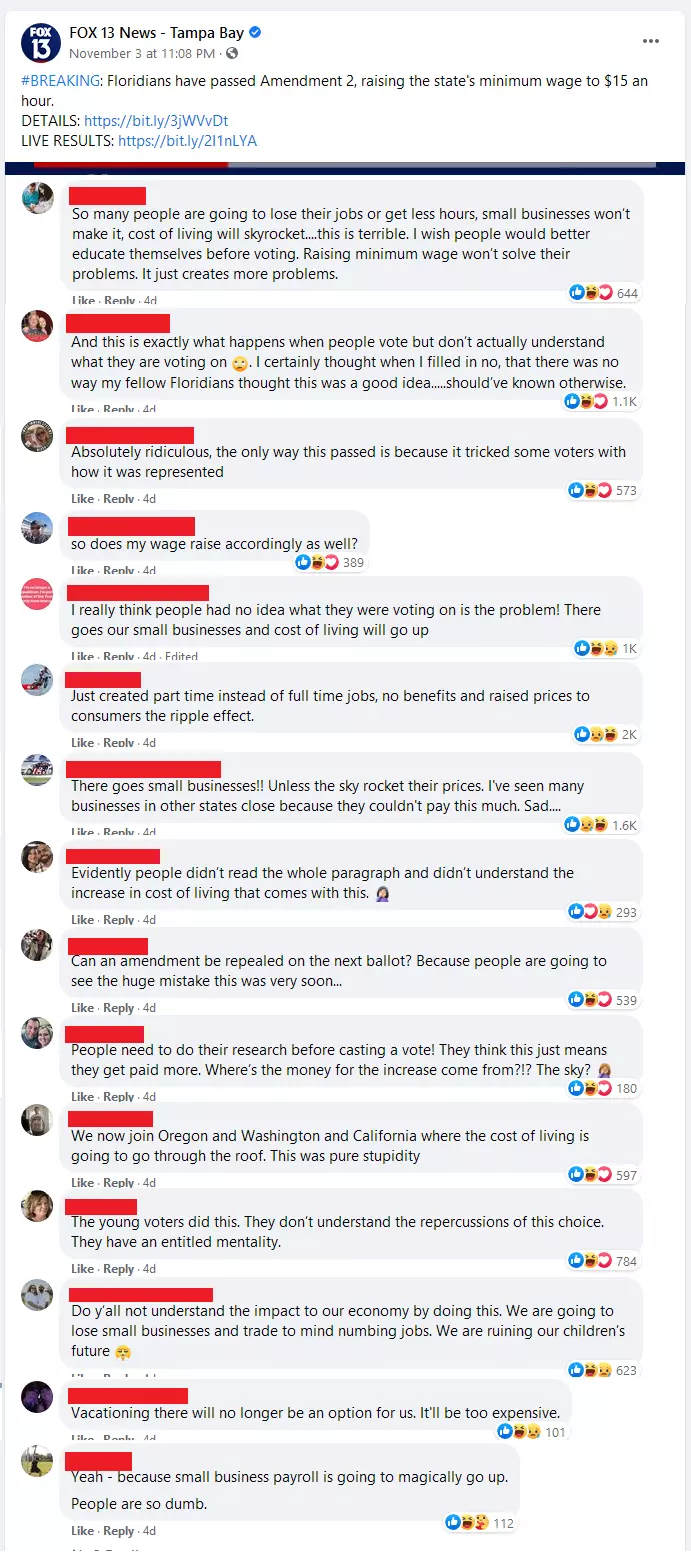 FOX
13
FOX 13 News - Tampa Bay
November 3 at 11:08 PM ·
#BREAKING: Floridians have passed Amendment 2, raising the state's minimum wage to $15 an
hour.
DETAILS: https://bit.ly/3jWVvDt
LIVE RESULTS: https://bit.ly/2I1nLYA
So many people are going to lose their jobs or get less hours, small businesses won't
make it, cost of living will skyrocket....this is terrible. I wish people would better
educate themselves before voting. Raising minimum wage won't solve their
problems. It just creates more problems.
644
Like · Reply · 4d
And this is exactly what happens when people vote but don't actually understand
what they are voting on 🙄. I certainly thought when I filled in no, that there was no
way my fellow Floridians thought this was a good idea.....should've known otherwise.
1.1K
Like · Reply · 4d
Absolutely ridiculous, the only way this passed is because it tricked some voters with
how it was represented
573
Like · Reply · 4d
so does my wage raise accordingly as well?
389
Like · Reply · 4d
I really think people had no idea what they were voting on is the problem! There
goes our small businesses and cost of living will go up
1K
Like · Reply · 4d · Edited
Just created part time instead of full time jobs, no benefits and raised prices to
consumers the ripple effect.
2K
Like · Reply · 4d
There goes small businesses!! Unless the sky rocket their prices. I've seen many
businesses in other states close because they couldn't pay this much. Sad....
1.6K
Like · Reply · 4d
Evidently people didn't read the whole paragraph and didn't understand the
increase in cost of living that comes with this. 🤦🏻‍♀️
293
Like · Reply · 4d
Can an amendment be repealed on the next ballot? Because people are going to
see the huge mistake this was very soon...
539
Like · Reply · 4d
People need to do their research before casting a vote! They think this just means
they get paid more. Where's the money for the increase come from?!? The sky? 🤦🏼‍♀️
180
Like · Reply · 4d
We now join Oregon and Washington and California where the cost of living is
going to go through the roof. This was pure stupidity
597
Like · Reply · 4d
The young voters did this. They don't understand the repercussions of this choice.
They have an entitled mentality.
784
Like · Reply · 4d
Do y'all not understand the impact to our economy by doing this. We are going to
lose small businesses and trade to mind numbing jobs. We are ruining our children's
future 😤
623
Vacationing there will no longer be an option for us. It'll be too expensive.
101
Like · Reply · 4d
Yeah - because small business payroll is going to magically go up.
People are so dumb.
112
Like · Reply · 4d